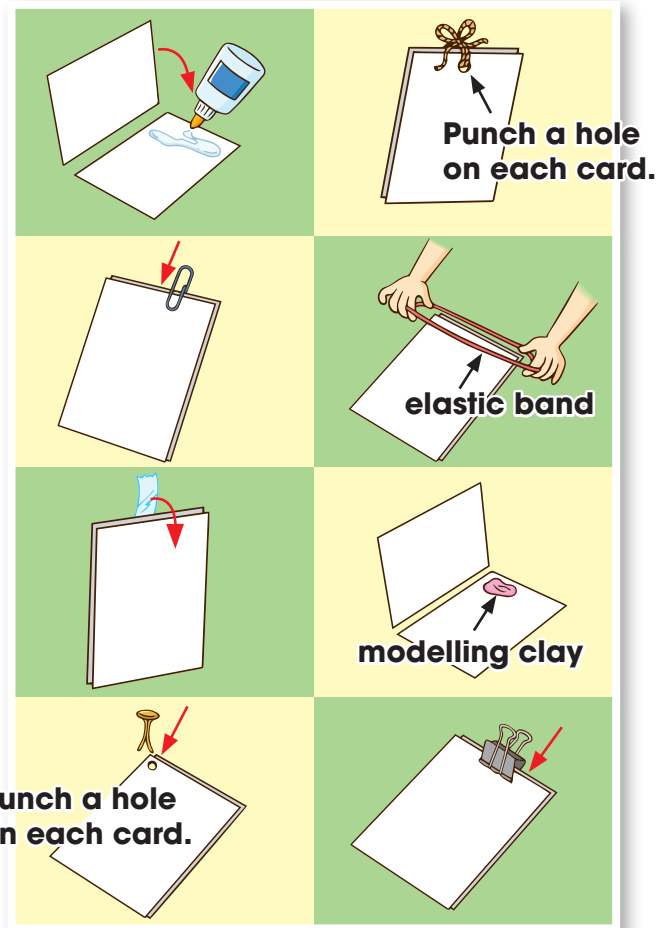 Punch a hole
on each card.
elastic band
modelling clay
unch a hole
n each card.